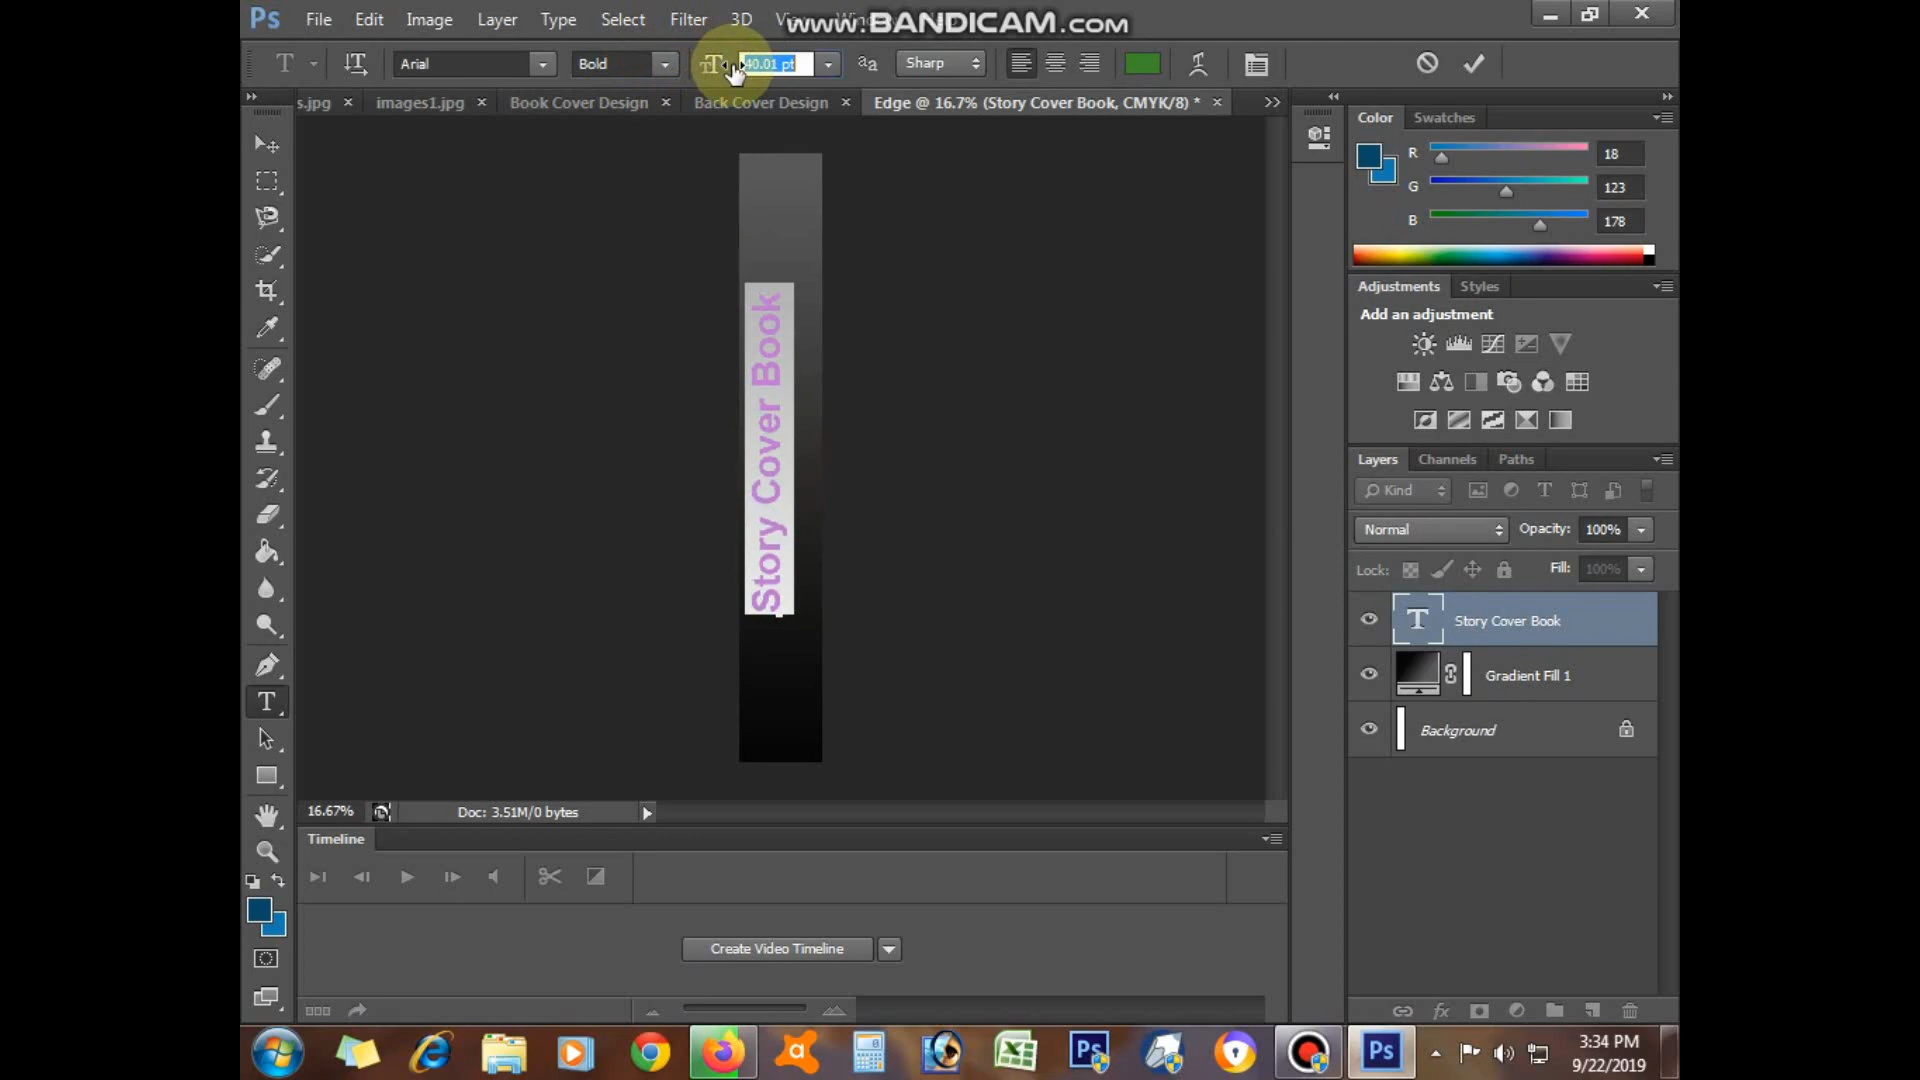 Ps File Edit Image Layer Type Select Filter 3D
www.BANDICAM.com
T Arial Bold 40.01 pt aa Sharp
s.jpg × images1.jpg × Book Cover Design × Back Cover Design × Edge @ 16.7% (Story Cover Book, CMYK/8) * ×
Color Swatches
R 18
G 123
B 178
Adjustments Styles
Add an adjustment
Story Cover Book
Layers Channels Paths
Kind
Normal Opacity: 100%
Lock: Fill: 100%
T Story Cover Book
Gradient Fill 1
Background
16.67% Doc: 3.51M/0 bytes
Timeline
Create Video Timeline
Ps Ps
3:34 PM
9/22/2019